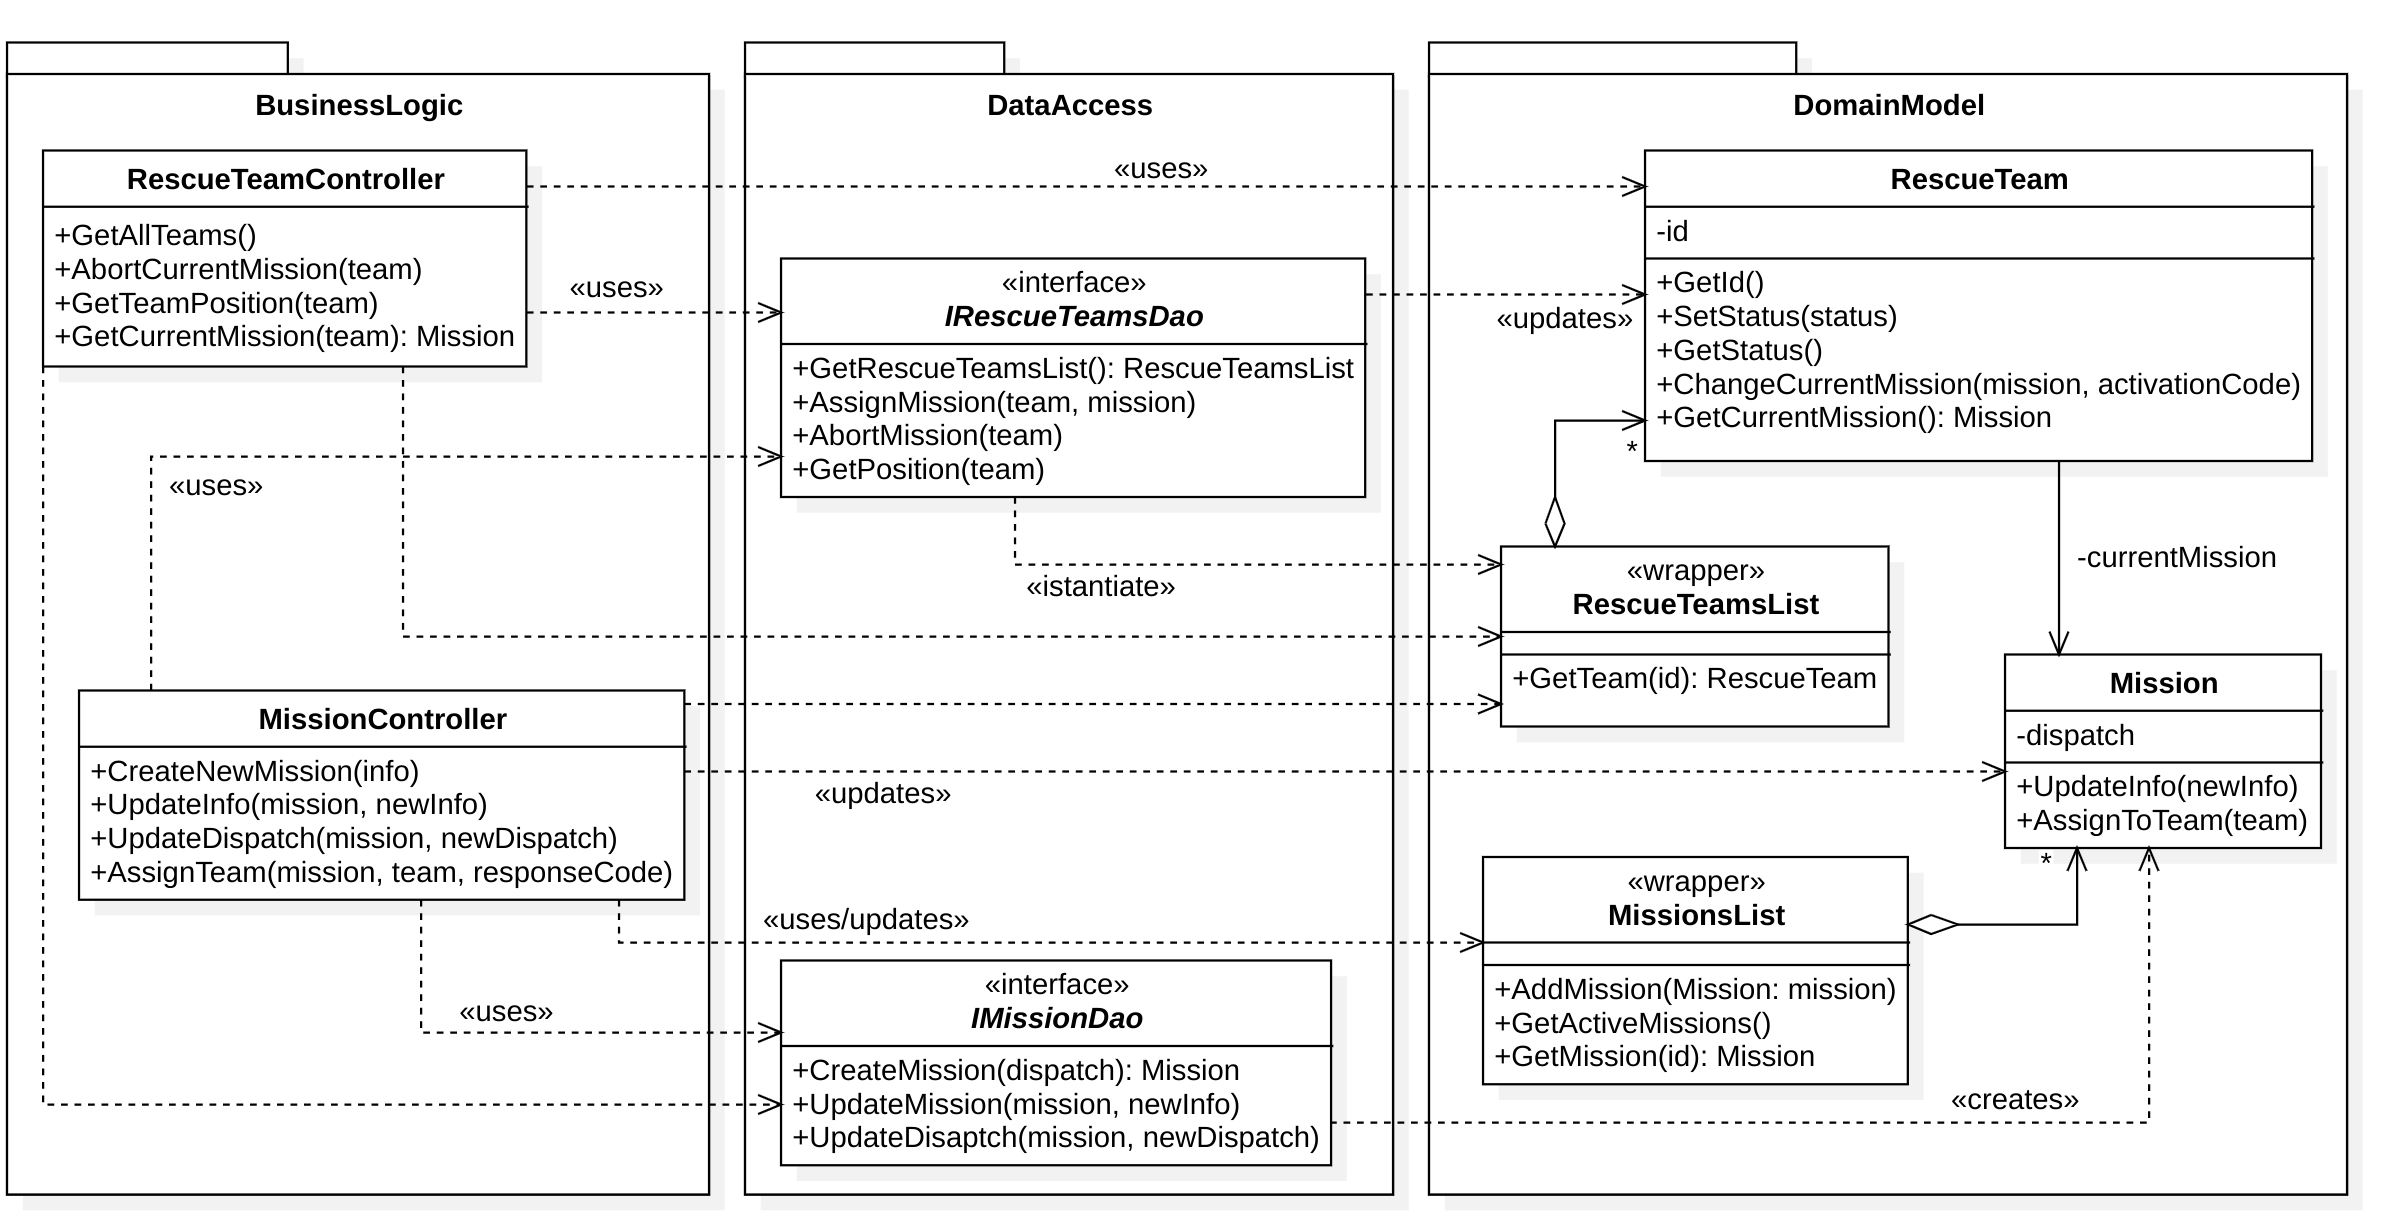 BusinessLogic
RescueTeamController
+GetAllTeams()
+AbortCurrentMission(team)
+GetTeamPosition(team)
+GetCurrentMission(team): Mission
«uses»
MissionController
+CreateNewMission(info)
+UpdateInfo(mission, newInfo)
+UpdateDispatch(mission, newDispatch)
+AssignTeam(mission, team, responseCode)
«uses»
«uses»
DataAccess
«uses»
«interface»
IRescueTeamsDao
+GetRescueTeamsList(): RescueTeamsList
+AssignMission(team, mission)
+AbortMission(team)
+GetPosition(team)
«istantiate»
«updates»
«uses/updates»
«interface»
IMissionDao
+CreateMission(dispatch): Mission
+UpdateMission(mission, newInfo)
+UpdateDisaptch(mission, newDispatch)
DomainModel
RescueTeam
-id
+GetId()
+SetStatus(status)
+GetStatus()
+ChangeCurrentMission(mission, activationCode)
+GetCurrentMission(): Mission
«updates»
*
-currentMission
«wrapper»
RescueTeamsList
+GetTeam(id): RescueTeam
Mission
-dispatch
+UpdateInfo(newInfo)
+AssignToTeam(team)
*
«wrapper»
MissionsList
+AddMission(Mission: mission)
+GetActiveMissions()
+GetMission(id): Mission
«creates»